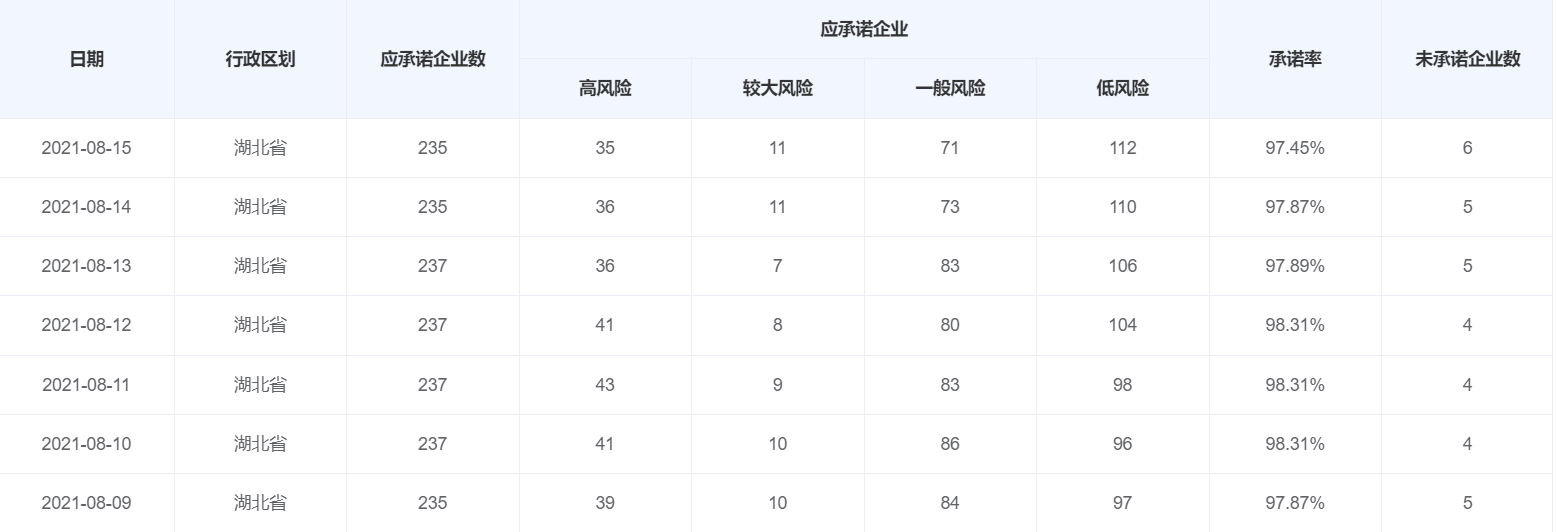 日期 行政区划 应承诺企业数 应承诺企业 承诺率 未承诺企业数
高风险 较大风险 一般风险 低风险
2021-08-15 湖北省 235 35 11 71 112 97.45% 6
2021-08-14 湖北省 235 36 11 73 110 97.87% 5
2021-08-13 湖北省 237 36 7 83 106 97.89% 5
2021-08-12 湖北省 237 41 8 80 104 98.31% 4
2021-08-11 湖北省 237 43 9 83 98 98.31% 4
2021-08-10 湖北省 237 41 10 86 96 98.31% 4
2021-08-09 湖北省 235 39 10 84 97 97.87% 5